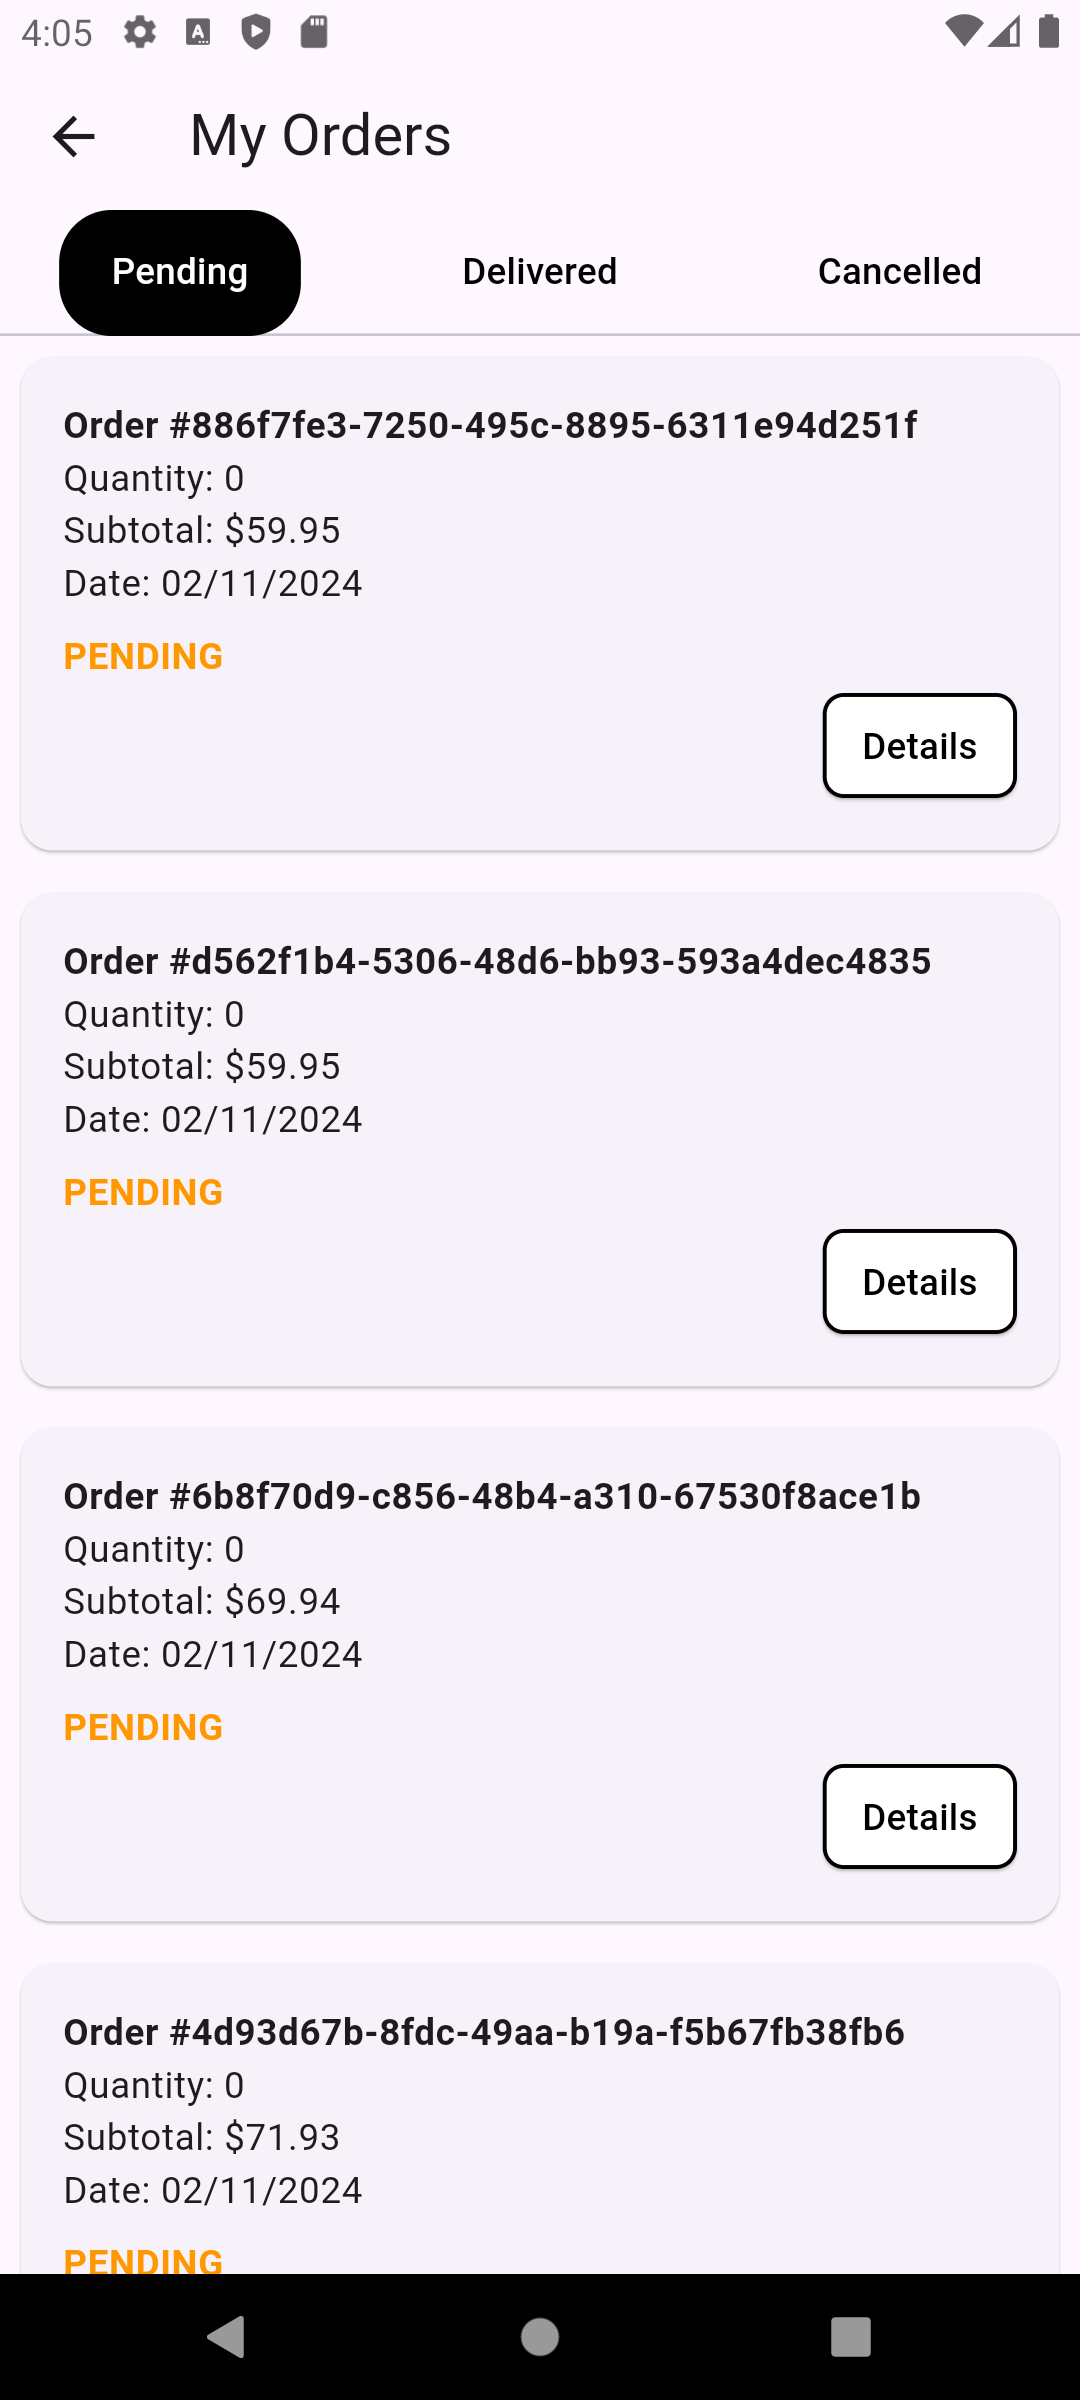 4:05
My Orders
Pending Delivered Cancelled
Order #886f7fe3-7250-495c-8895-6311e94d251f
Quantity: 0
Subtotal: $59.95
Date: 02/11/2024
PENDING
Details
Order #d562f1b4-5306-48d6-bb93-593a4dec4835
Quantity: 0
Subtotal: $59.95
Date: 02/11/2024
PENDING
Details
Order #6b8f70d9-c856-48b4-a310-67530f8ace1b
Quantity: 0
Subtotal: $69.94
Date: 02/11/2024
PENDING
Details
Order #4d93d67b-8fdc-49aa-b19a-f5b67fb38fb6
Quantity: 0
Subtotal: $71.93
Date: 02/11/2024
PENDING